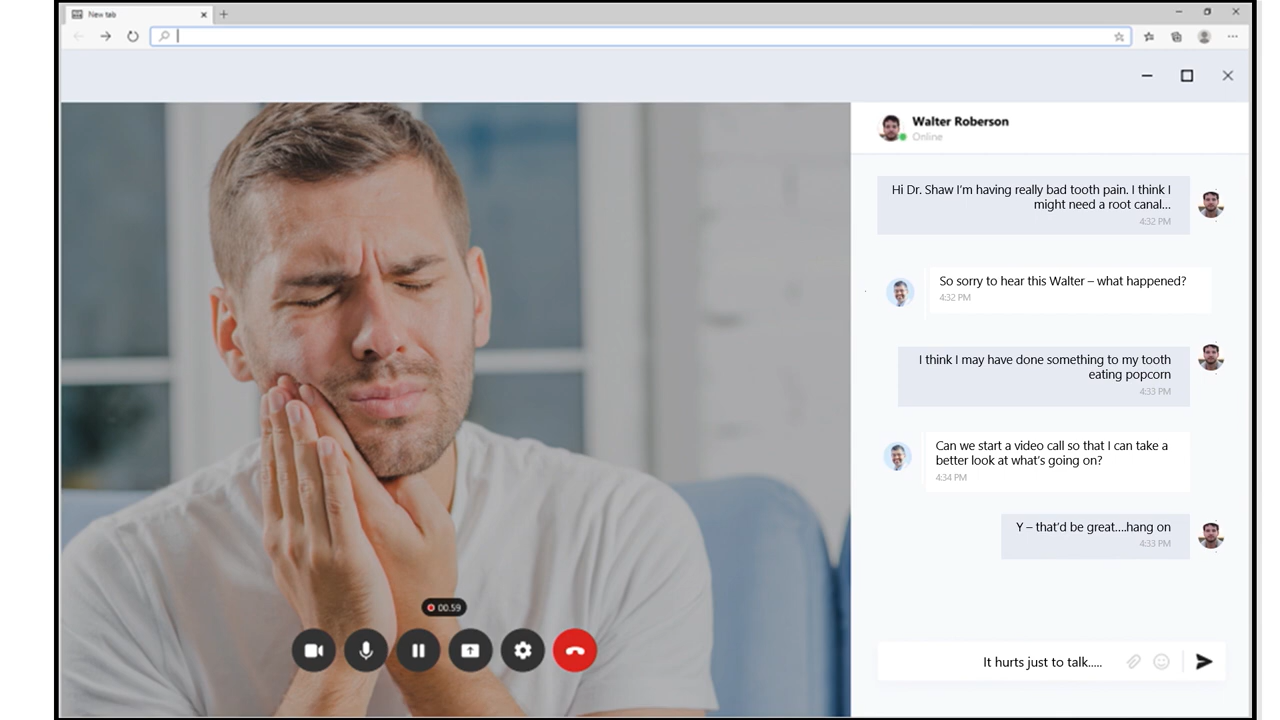 New tab
Walter Roberson
Online
Hi Dr. Shaw I'm having really bad tooth pain. I think I
might need a root canal...
4:32 PM
So sorry to hear this Walter – what happened?
4:32 PM
I think I may have done something to my tooth
eating popcorn
4:33 PM
Can we start a video call so that I can take a
better look at what's going on?
4:34 PM
Y – that'd be great....hang on
4:33 PM
00.59
It hurts just to talk.....